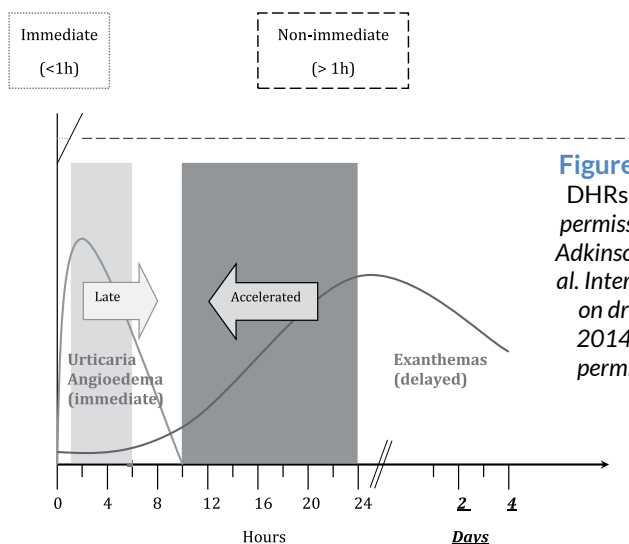 Immediate
(<1h)
Non-immediate
(> 1h)
Figure
DHRs
permiss
Adkinso
al. Inter
on dr
2014
permi
Late
Accelerated
Urticaria
Angioedema
(immediate)
Exanthemas
(delayed)
0 4 8 12 16 20 24 2 4
Hours
Days